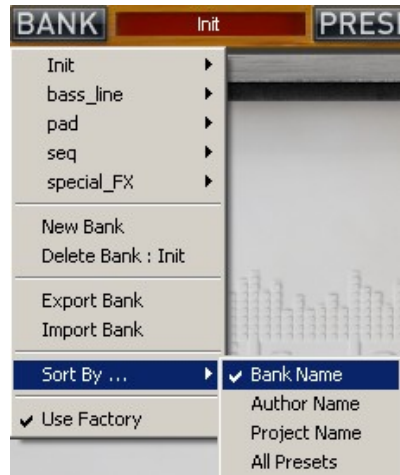 BANK Init PRES
Init
bass_line
pad
seq
special_FX
New Bank
Delete Bank : Init
Export Bank
Import Bank
Sort By ...
Bank Name
Use Factory
Author Name
Project Name
All Presets